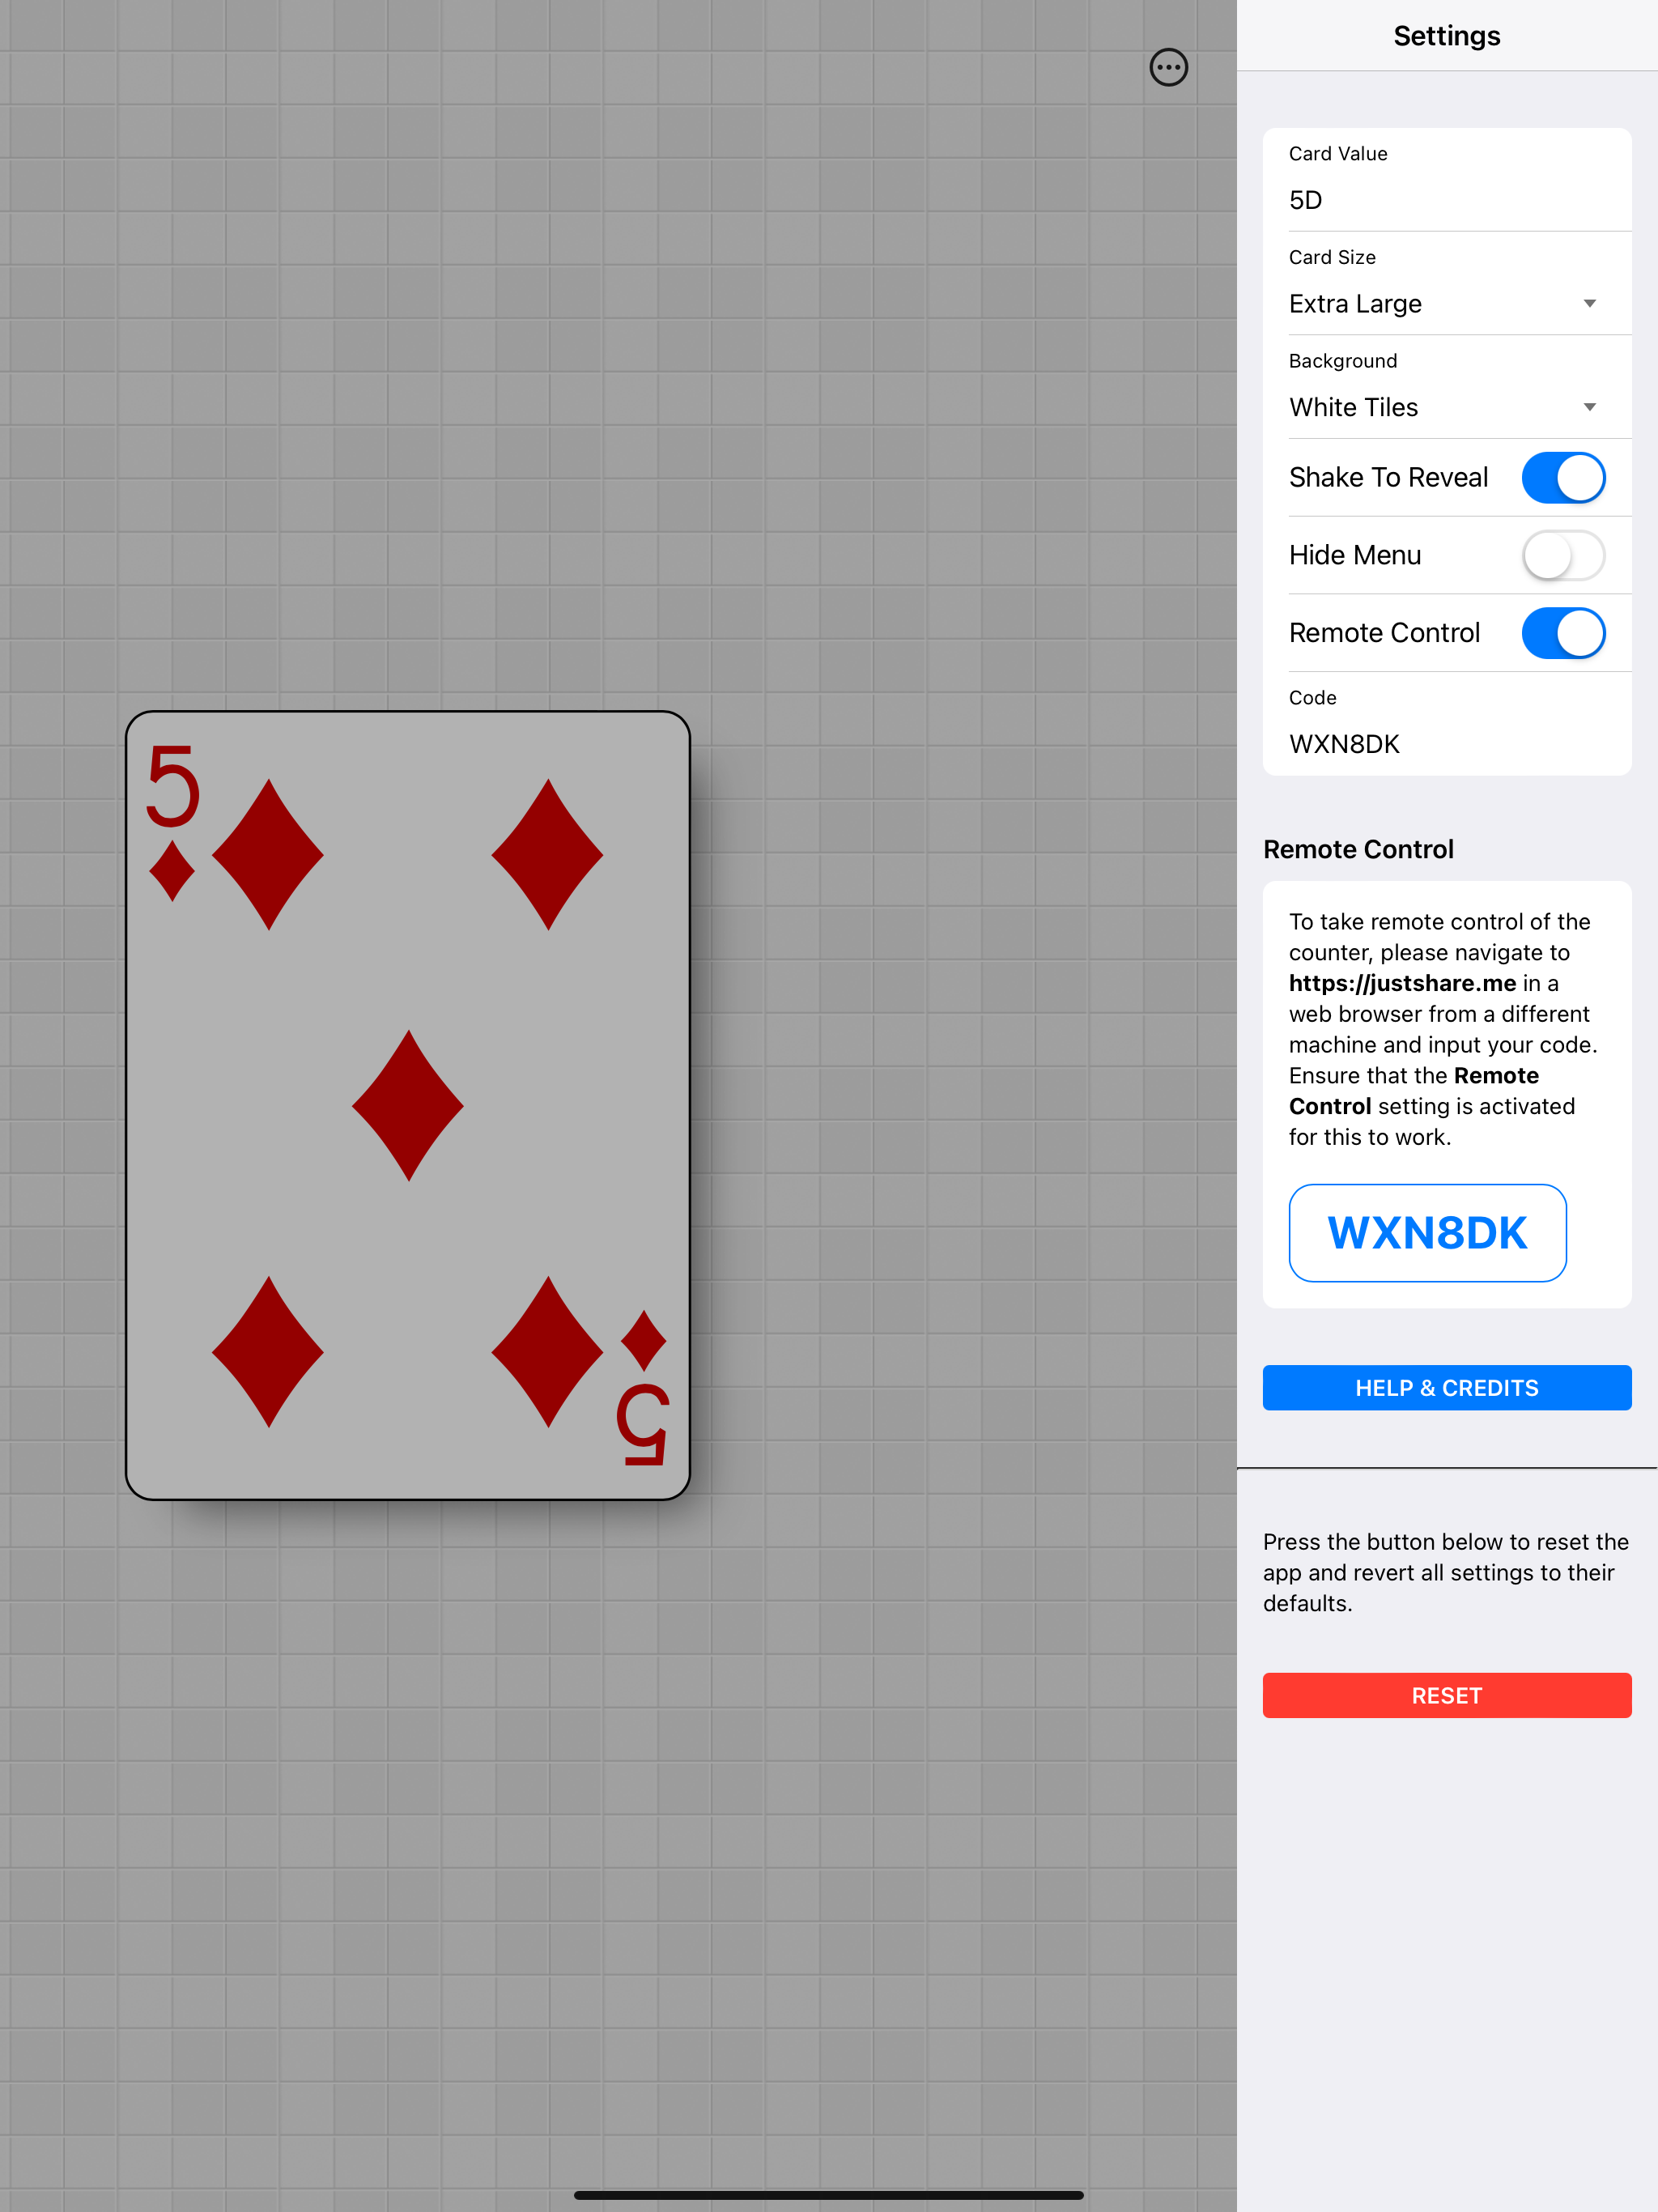 Settings
Card Value
5D
Card Size
Extra Large
Background
White Tiles
Shake To Reveal
Hide Menu
Remote Control
Code
WXN8DK
5
5
Remote Control
To take remote control of the
counter, please navigate to
https://justshare.me in a
web browser from a different
machine and input your code.
Ensure that the Remote
Control setting is activated
for this to work.
WXN8DK
HELP & CREDITS
Press the button below to reset the
app and revert all settings to their
defaults.
RESET